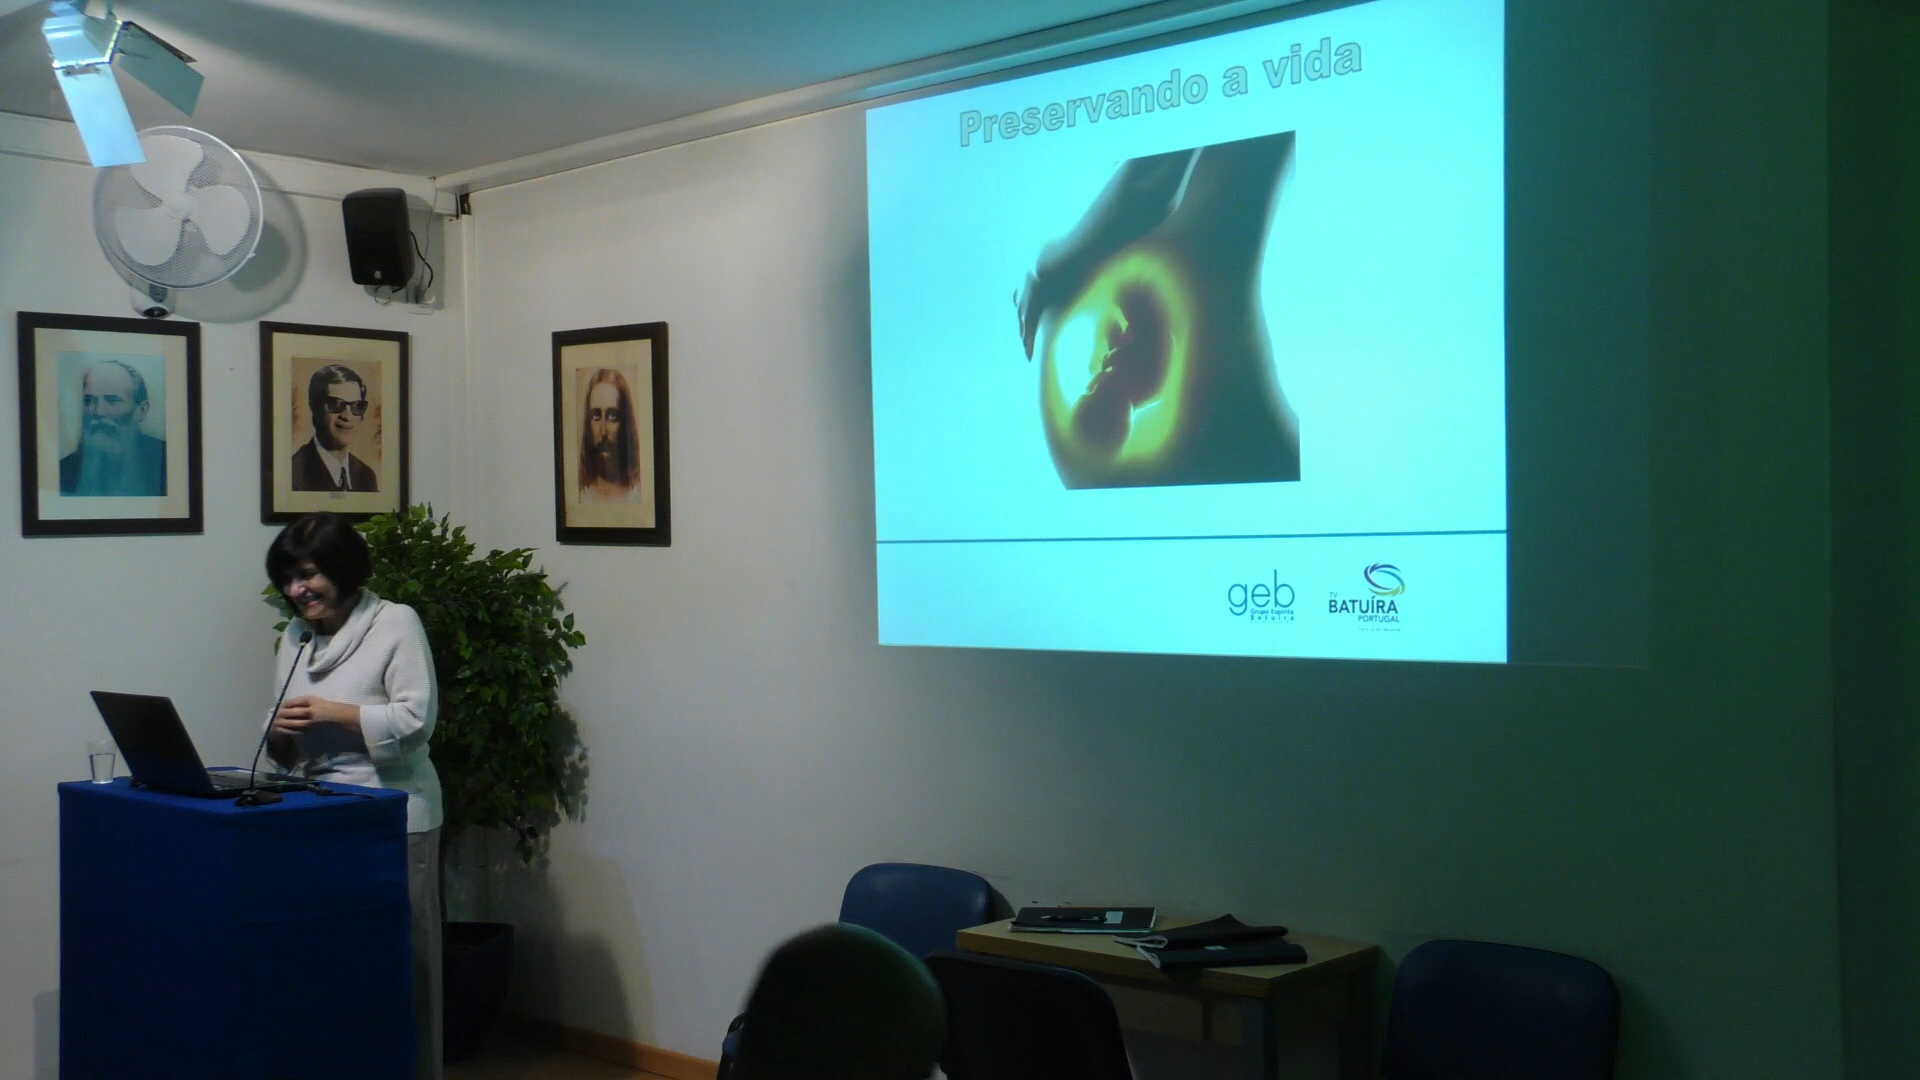 Preservando a vida
geb
Grupo Espírita
Batuíra
TV
BATUÍRA
PORTUGAL